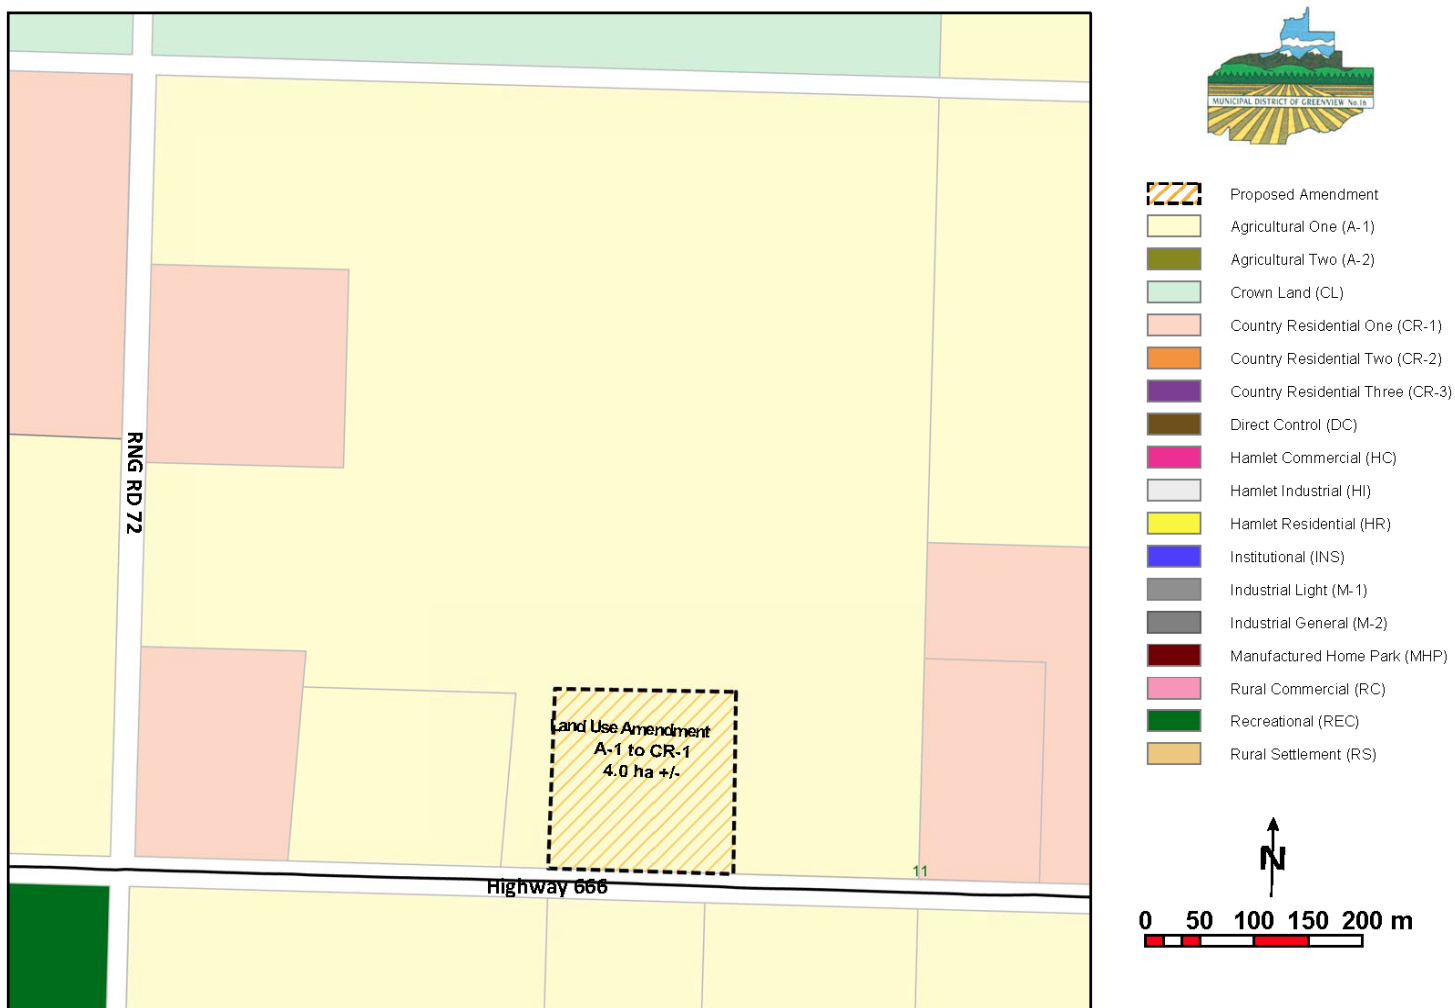 MUNICIPAL DISTRICT OF GREENVIEW No.16
Proposed Amendment
Agricultural One (A-1)
Agricultural Two (A-2)
Crown Land (CL)
Country Residential One (CR-1)
Country Residential Two (CR-2)
Country Residential Three (CR-3)
Direct Control (DC)
Hamlet Commercial (HC)
Hamlet Industrial (HI)
Hamlet Residential (HR)
Institutional (INS)
Industrial Light (M-1)
Industrial General (M-2)
Manufactured Home Park (MHP)
Rural Commercial (RC)
Recreational (REC)
Rural Settlement (RS)
RNG RD 72
Land Use Amendment
A-1 to CR-1
4.0 ha +/-
11
Highway 666
N
0 50 100 150 200 m